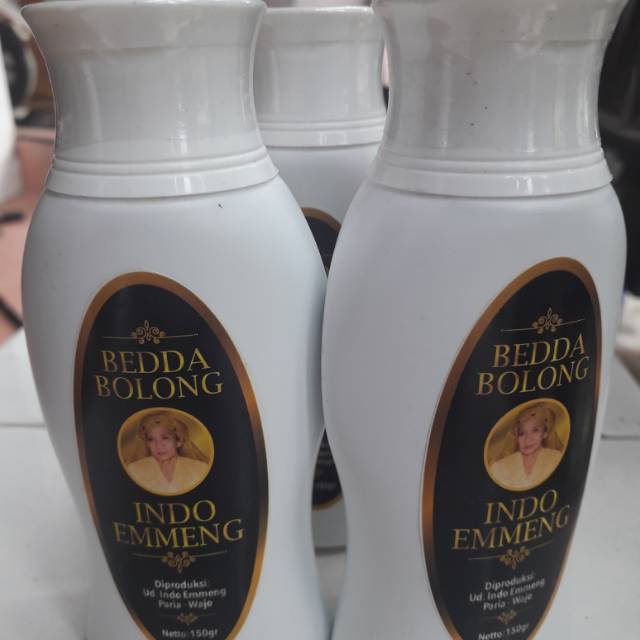 BEDDA
BOLONG
INDO
EMMENG
Diproduksi:
Ud. Indo Emmeng
Paria Wajo
Netto: 150gr
BEDDA
BOLONG
INDO
EMMENG
Diproduksi:
Ud. Indo Emmeng
Paria Wajo
Netto: 150gr